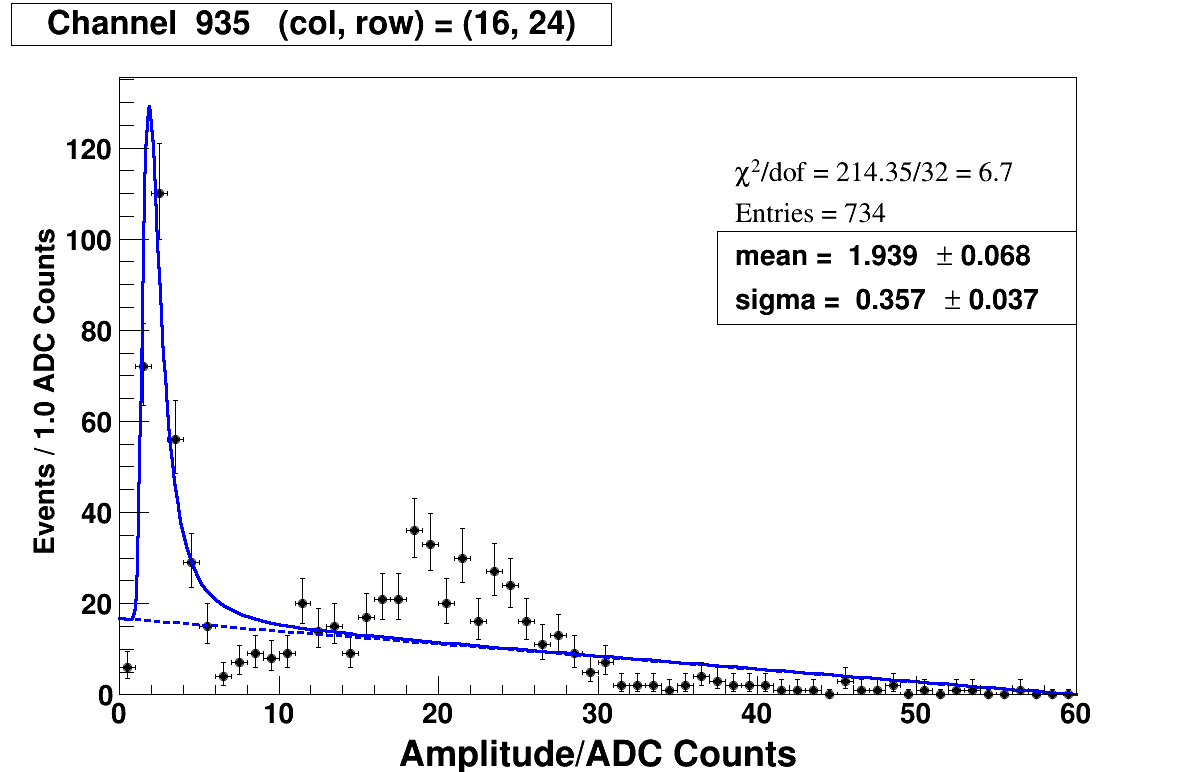 Channel 935 (col, row) = (16, 24)
χ²/dof = 214.35/32 = 6.7
Entries = 734
mean = 1.939 ± 0.068
sigma = 0.357 ± 0.037
Events / 1.0 ADC Counts
120
100
80
60
40
20
0
0 10 20 30 40 50 60
Amplitude/ADC Counts